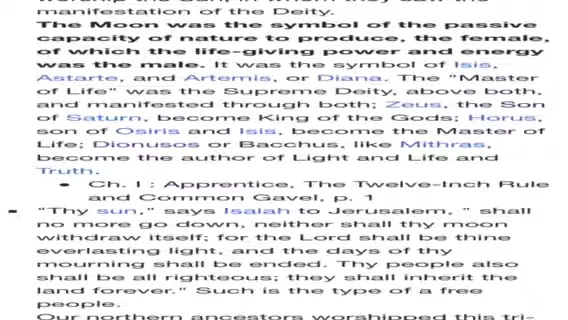 manifestation of the Deity.
The Moon was the symbol of the passive
capacity of nature to produce, the female,
of which the life-giving power and energy
was the male. It was the symbol of Isis,
Astarte, and Artemis, or Diana. The "Master
of Life" was the Supreme Deity, above both,
and manifested through both; Zeus, the Son
of Saturn, become King of the Gods; Horus,
son of Osiris and Isis, become the Master of
Life; Dionusos or Bacchus, like Mithras,
become the author of Light and Life and
Truth.
• Ch. I : Apprentice, The Twelve-Inch Rule
and Common Gavel, p. 1
"Thy sun," says Isaiah to Jerusalem, " shall
no more go down, neither shall thy moon
withdraw itself; for the Lord shall be thine
everlasting light, and the days of thy
mourning shall be ended. Thy people also
shall be all righteous; they shall inherit the
land forever." Such is the type of a free
people.
Our northern ancestors worshipped this tri-